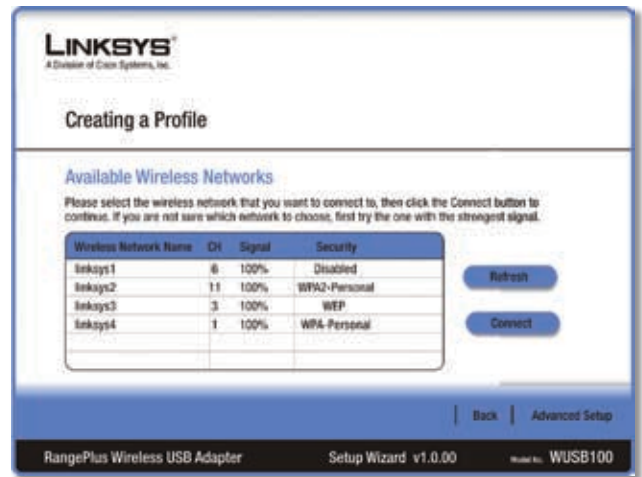 LINKSYS®
A Division of Cisco Systems, Inc.
Creating a Profile
Available Wireless Networks
Please select the wireless network that you want to connect to, then click the Connect button to
continue. If you are not sure which network to choose, first try the one with the strongest signal.
Wireless Network Name CH Signal Security
linksys1 6 100% Disabled
linksys2 11 100% WPA2-Personal
linksys3 3 100% WEP
linksys4 1 100% WPA-Personal
Refresh
Connect
Back Advanced Setup
RangePlus Wireless USB Adapter Setup Wizard v1.0.00 Model No. WUSB100